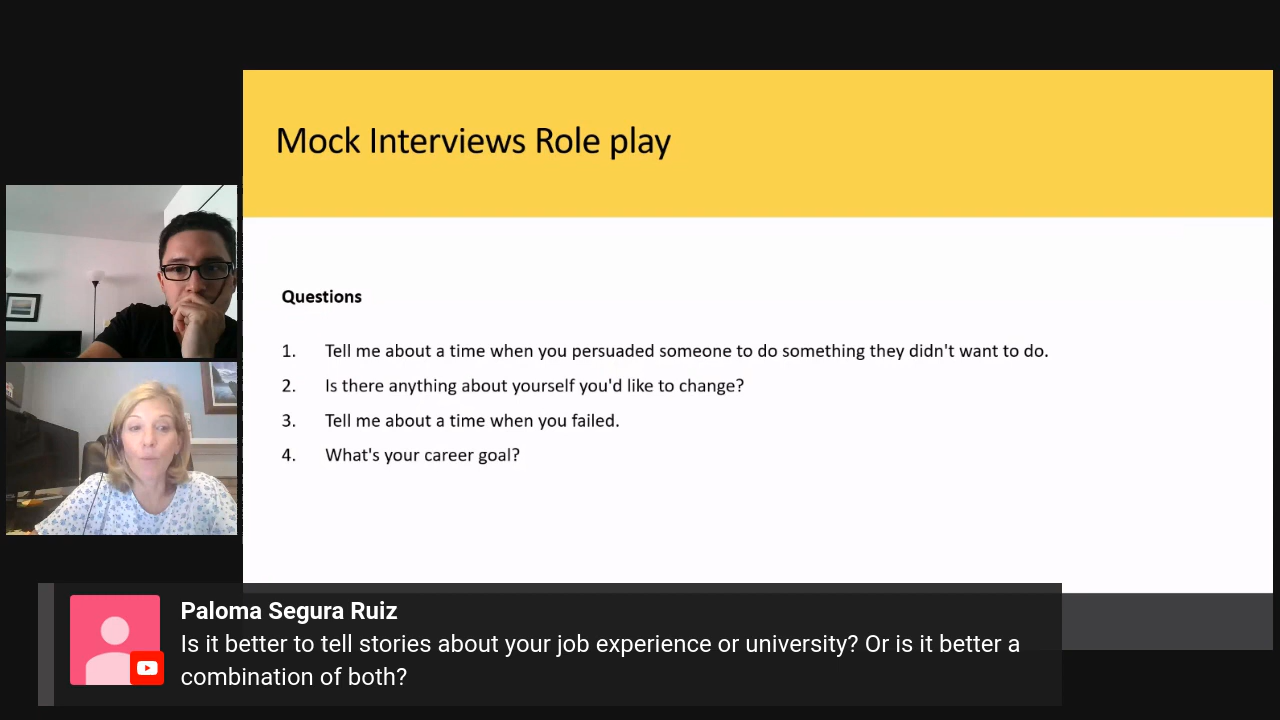 Mock Interviews Role play
Questions
1. Tell me about a time when you persuaded someone to do something they didn't want to do.
2. Is there anything about yourself you'd like to change?
3. Tell me about a time when you failed.
4. What's your career goal?
Paloma Segura Ruiz
Is it better to tell stories about your job experience or university? Or is it better a
combination of both?